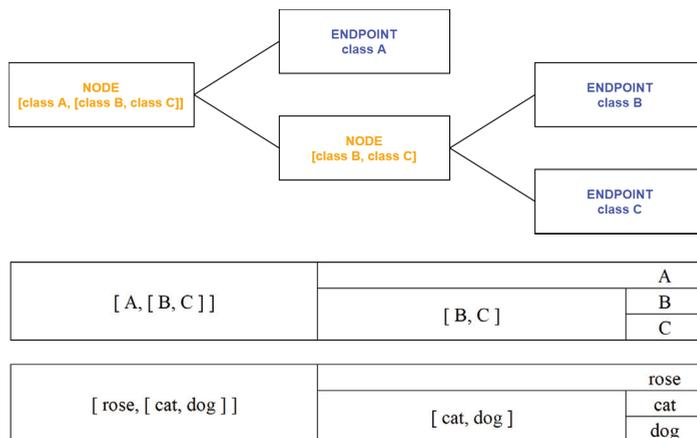 ENDPOINT
class A
NODE
[class A, [class B, class C]]
ENDPOINT
class B
NODE
[class B, class C]
ENDPOINT
class C
A
[ A, [ B, C ] ]
[ B, C ]
B
C
rose
[ rose, [ cat, dog ] ]
[ cat, dog ]
cat
dog